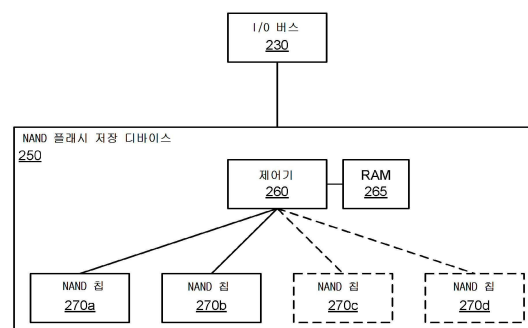 I/O 버스
230
NAND 플래시 저장 디바이스
250
제어기
260
RAM
265
NAND 칩
270a
NAND 칩
270b
NAND 칩
270c
NAND 칩
270d